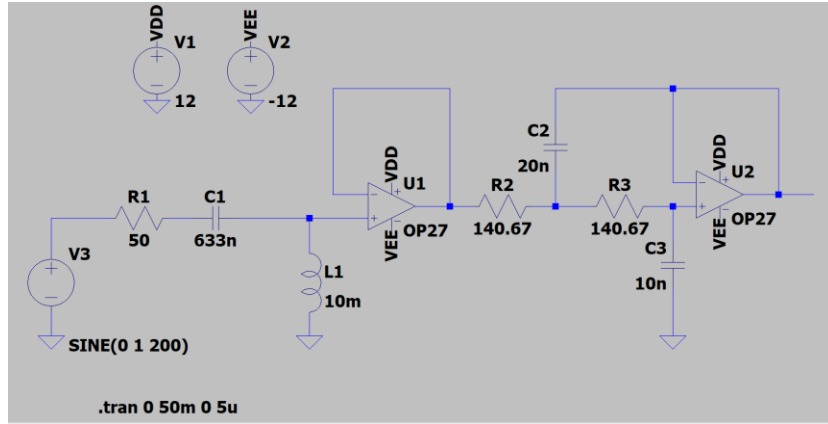 VDD
V1
12
VEE
V2
-12
R1
50
C1
633n
V3
SINE(0 1 200)
L1
10m
VDD
U1
VEE
OP27
R2
140.67
C2
20n
R3
140.67
VDD
U2
VEE
OP27
C3
10n
.tran 0 50m 0 5u